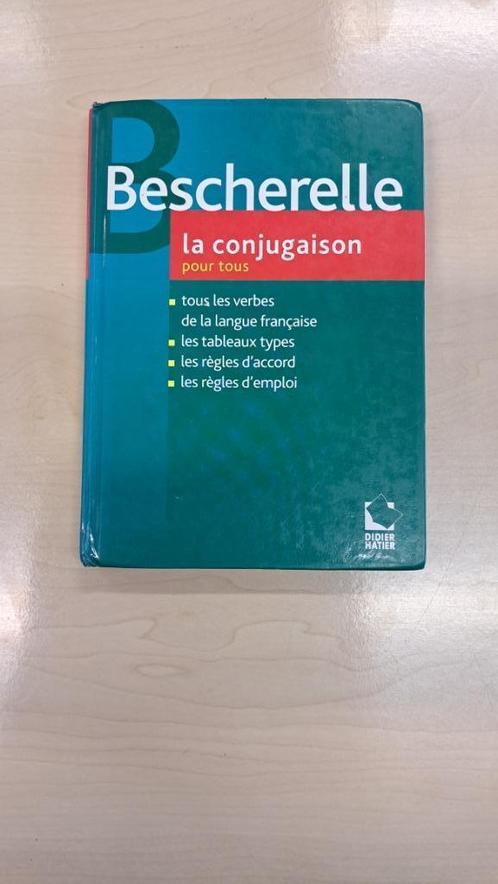 B
Bescherelle
la conjugaison
pour tous
tous les verbes
de la langue française
les tableaux types
les règles d'accord
les règles d'emploi
DIDIER
HATIER